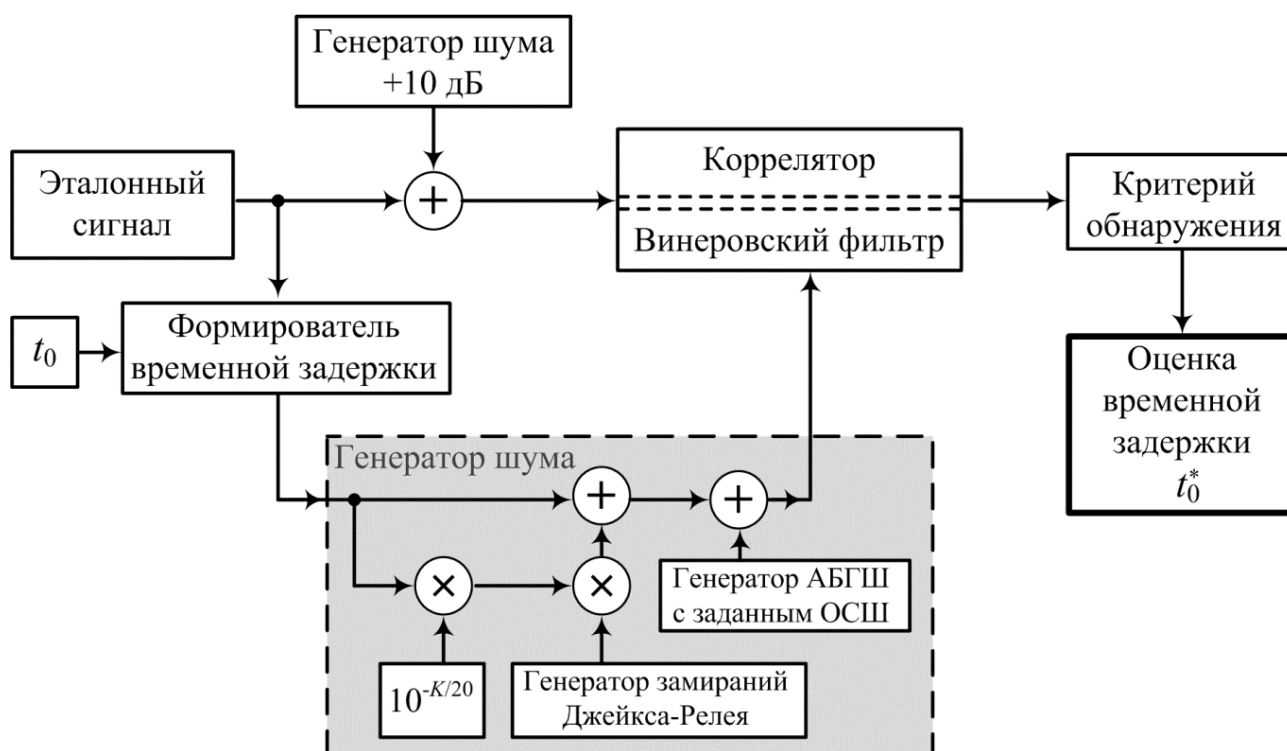 Генератор шума
+10 дБ
Эталонный
сигнал
+
Коррелятор
Винеровский фильтр
Критерий
обнаружения
t₀
Формирователь
временной задержки
Оценка
временной
задержки
t₀*
Генератор шума
+
+
×
×
Генератор АБГШ
с заданным ОСШ
10^-K/20
Генератор замираний
Джейкса-Релея